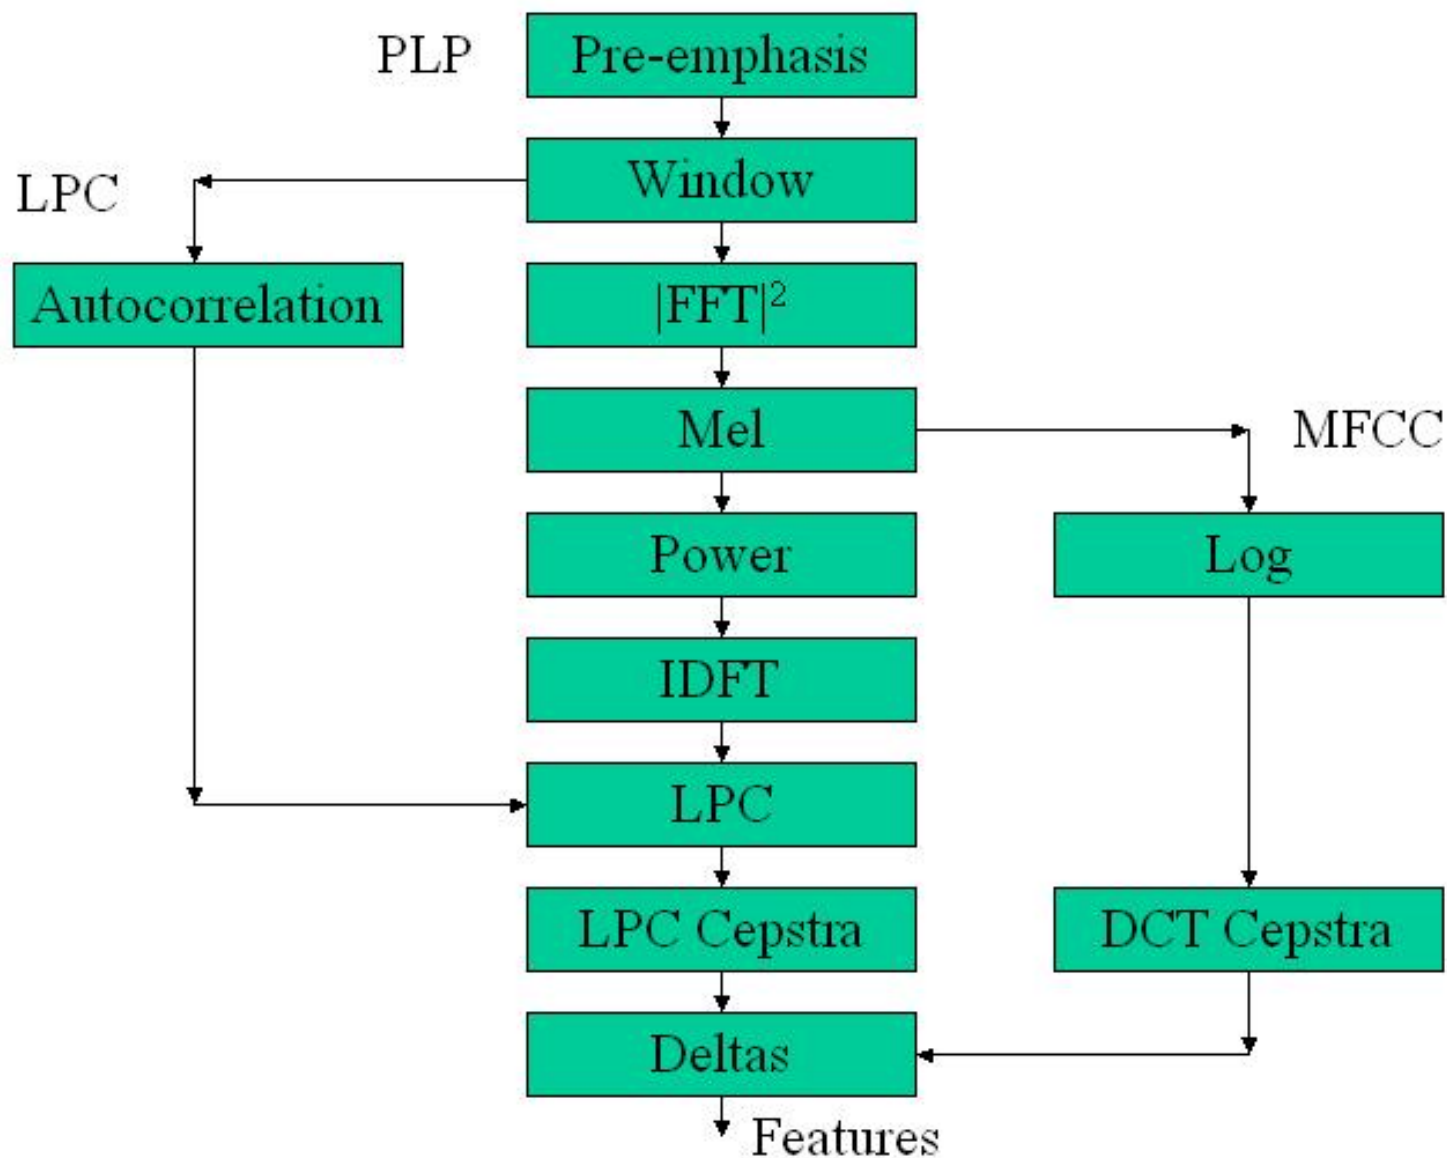 PLP
Pre-emphasis
Window
LPC
Autocorrelation
|FFT|²
Mel
MFCC
Power
Log
IDFT
LPC
LPC Cepstra
DCT Cepstra
Deltas
Features